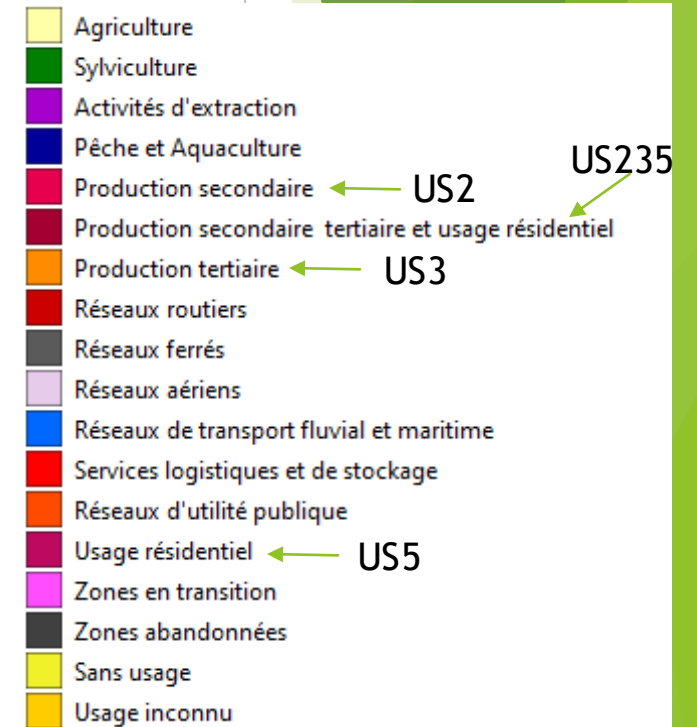 Agriculture
Sylviculture
Activités d'extraction
Pêche et Aquaculture
US235
Production secondaire US2
Production secondaire tertiaire et usage résidentiel
Production tertiaire US3
Réseaux routiers
Réseaux ferrés
Réseaux aériens
Réseaux de transport fluvial et maritime
Services logistiques et de stockage
Réseaux d'utilité publique
Usage résidentiel US5
Zones en transition
Zones abandonnées
Sans usage
Usage inconnu